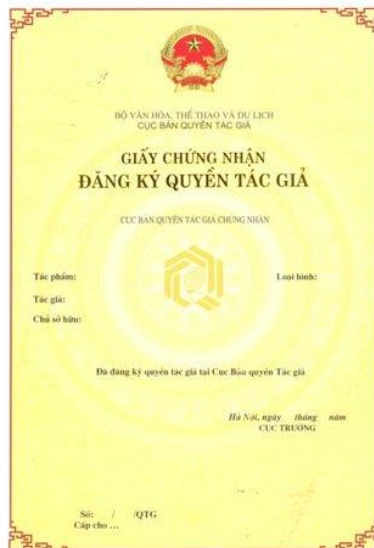 BỘ VĂN HÓA, THỂ THAO VÀ DU LỊCH
CỤC BẢN QUYỀN TÁC GIẢ
GIẤY CHỨNG NHẬN
ĐĂNG KÝ QUYỀN TÁC GIẢ
CỤC BẢN QUYỀN TÁC GIẢ CHỨNG NHẬN
Tác phẩm: Loại hình:
Tác giả:
Chủ sở hữu:
Đã đăng ký quyền tác giả tại Cục Bản quyền Tác giả
Hà Nội, ngày tháng năm
CỤC TRƯỞNG
Số: / /QTG
Cấp cho ...